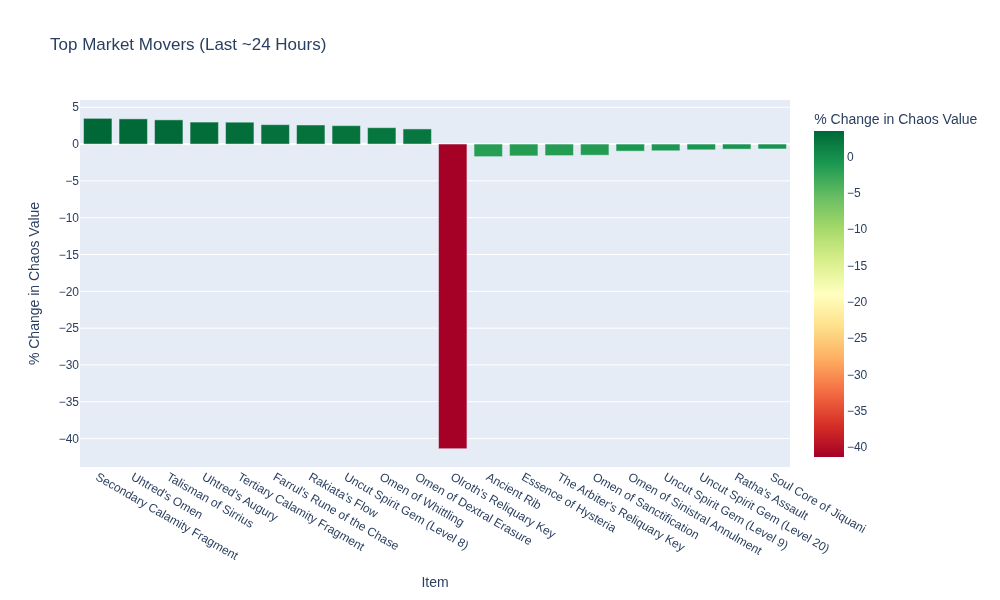 Top Market Movers (Last ~24 Hours)
% Change in Chaos Value
5
0
−5
−10
−15
−20
−25
−30
−35
−40
% Change in Chaos Value
0
−5
−10
−15
−20
−25
−30
−35
−40
Secondary Calamity Fragment
Uhtred's Omen
Talisman of Sirius
Uhtred's Augury
Tertiary Calamity Fragment
Farrul's Rune of the Chase
Rakiata's Flow
Uncut Spirit Gem (Level 8)
Omen of Whittling
Omen of Dextral Erasure
Olroth's Reliquary Key
Ancient Rib
Essence of Hysteria
The Arbiter's Reliquary Key
Omen of Sanctification
Omen of Sinistral Annulment
Uncut Spirit Gem (Level 9)
Uncut Spirit Gem (Level 20)
Ratha's Assault
Soul Core of Jiquani
Item